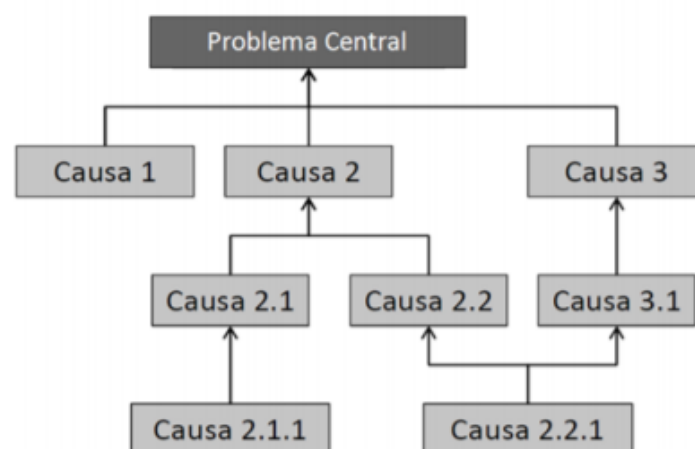 Problema Central
Causa 1
Causa 2
Causa 3
Causa 2.1
Causa 2.2
Causa 3.1
Causa 2.1.1
Causa 2.2.1